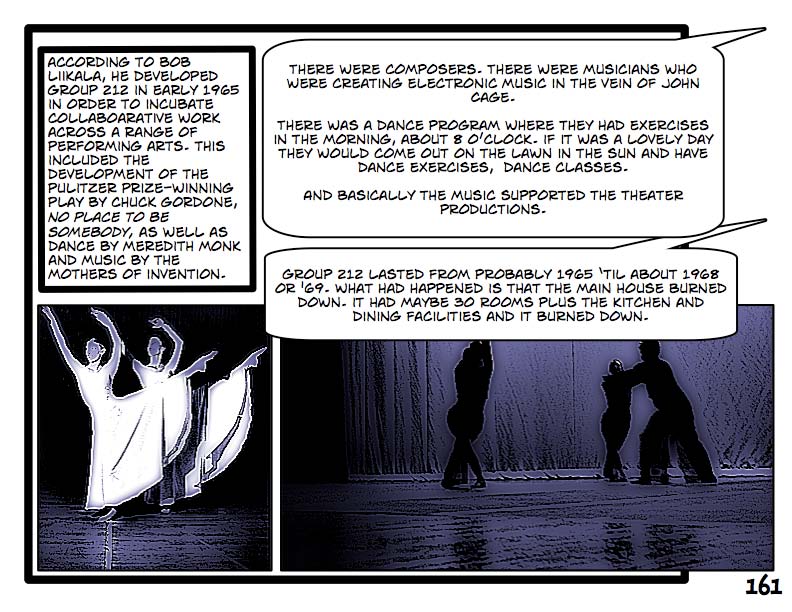 ACCORDING TO BOB
LIIKALA, HE DEVELOPED
GROUP 212 IN EARLY 1965
IN ORDER TO INCUBATE
COLLABOARATIVE WORK
ACROSS A RANGE OF
PERFORMING ARTS. THIS
INCLUDED THE
DEVELOPMENT OF THE
PULITZER PRIZE-WINNING
PLAY BY CHUCK GORDONE,
NO PLACE TO BE
SOMEBODY, AS WELL AS
DANCE BY MEREDITH MONK
AND MUSIC BY THE
MOTHERS OF INVENTION.
THERE WERE COMPOSERS. THERE WERE MUSICIANS WHO
WERE CREATING ELECTRONIC MUSIC IN THE VEIN OF JOHN
CAGE.
THERE WAS A DANCE PROGRAM WHERE THEY HAD EXERCISES
IN THE MORNING, ABOUT 8 O'CLOCK. IF IT WAS A LOVELY DAY
THEY WOULD COME OUT ON THE LAWN IN THE SUN AND HAVE
DANCE EXERCISES, DANCE CLASSES.
AND BASICALLY THE MUSIC SUPPORTED THE THEATER
PRODUCTIONS.
GROUP 212 LASTED FROM PROBABLY 1965 'TIL ABOUT 1968
OR '69. WHAT HAD HAPPENED IS THAT THE MAIN HOUSE BURNED
DOWN. IT HAD MAYBE 30 ROOMS PLUS THE KITCHEN AND
DINING FACILITIES AND IT BURNED DOWN.
161